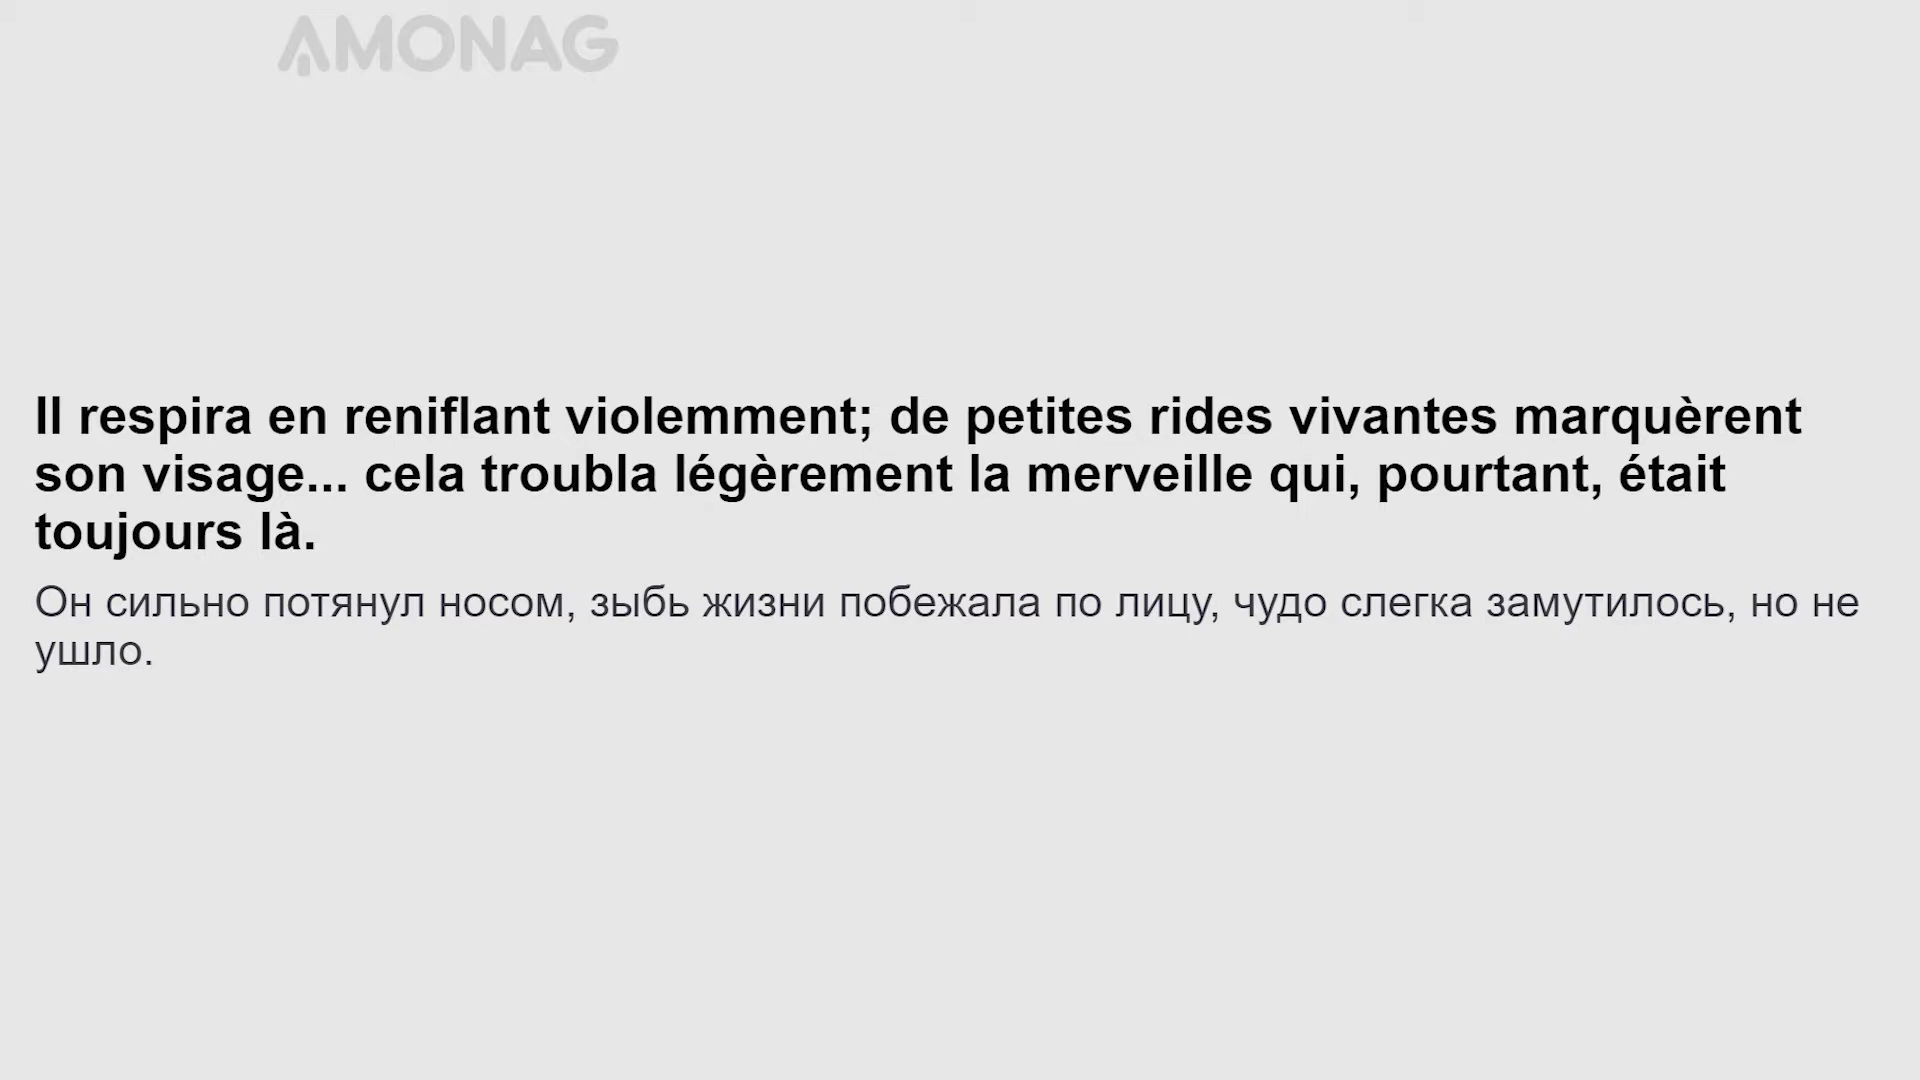 AMONAG
Il respira en reniflant violemment; de petites rides vivantes marquèrent
son visage... cela troubla légèrement la merveille qui, pourtant, était
toujours là.
Он сильно потянул носом, зыбь жизни побежала по лицу, чудо слегка замутилось, но не
ушло.